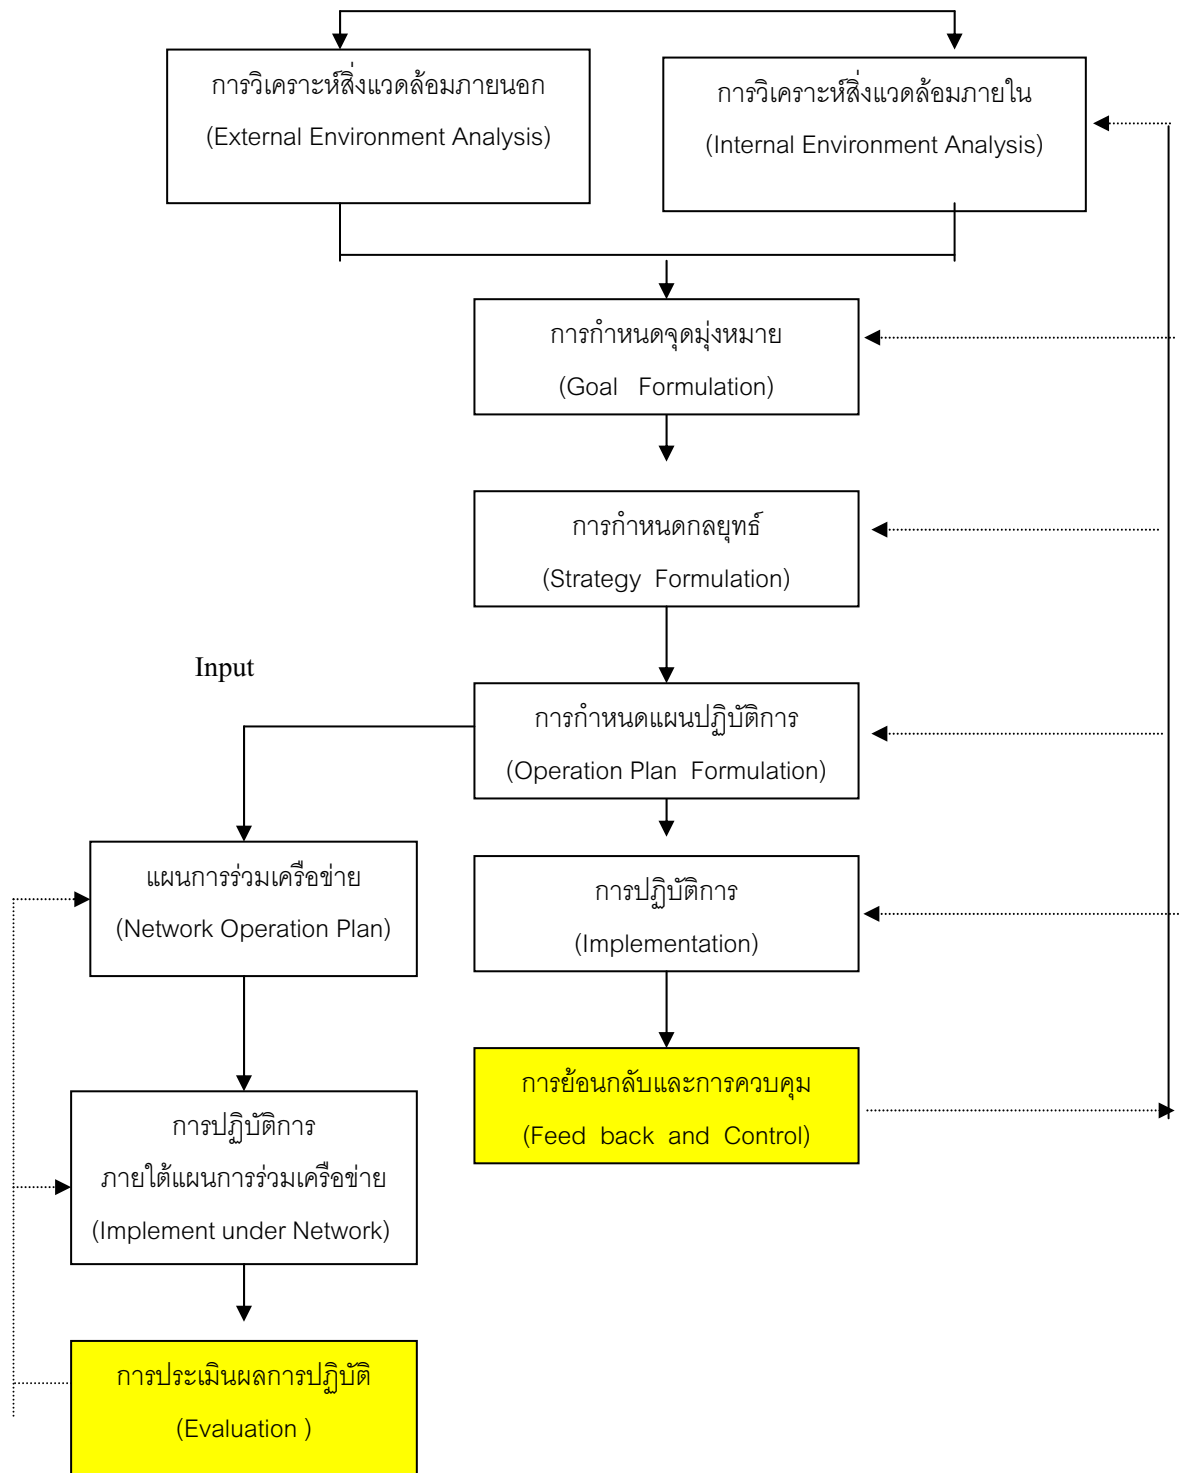 การวิเคราะห์สิ่งแวดล้อมภายนอก
(External Environment Analysis)
การวิเคราะห์สิ่งแวดล้อมภายใน
(Internal Environment Analysis)
การกำหนดจุดมุ่งหมาย
(Goal Formulation)
การกำหนดกลยุทธ์
(Strategy Formulation)
Input
การกำหนดแผนปฏิบัติการ
(Operation Plan Formulation)
แผนการร่วมเครือข่าย
(Network Operation Plan)
การปฏิบัติการ
(Implementation)
การย้อนกลับและการควบคุม
(Feed back and Control)
การปฏิบัติการ
ภายใต้แผนการร่วมเครือข่าย
(Implement under Network)
การประเมินผลการปฏิบัติ
(Evaluation )